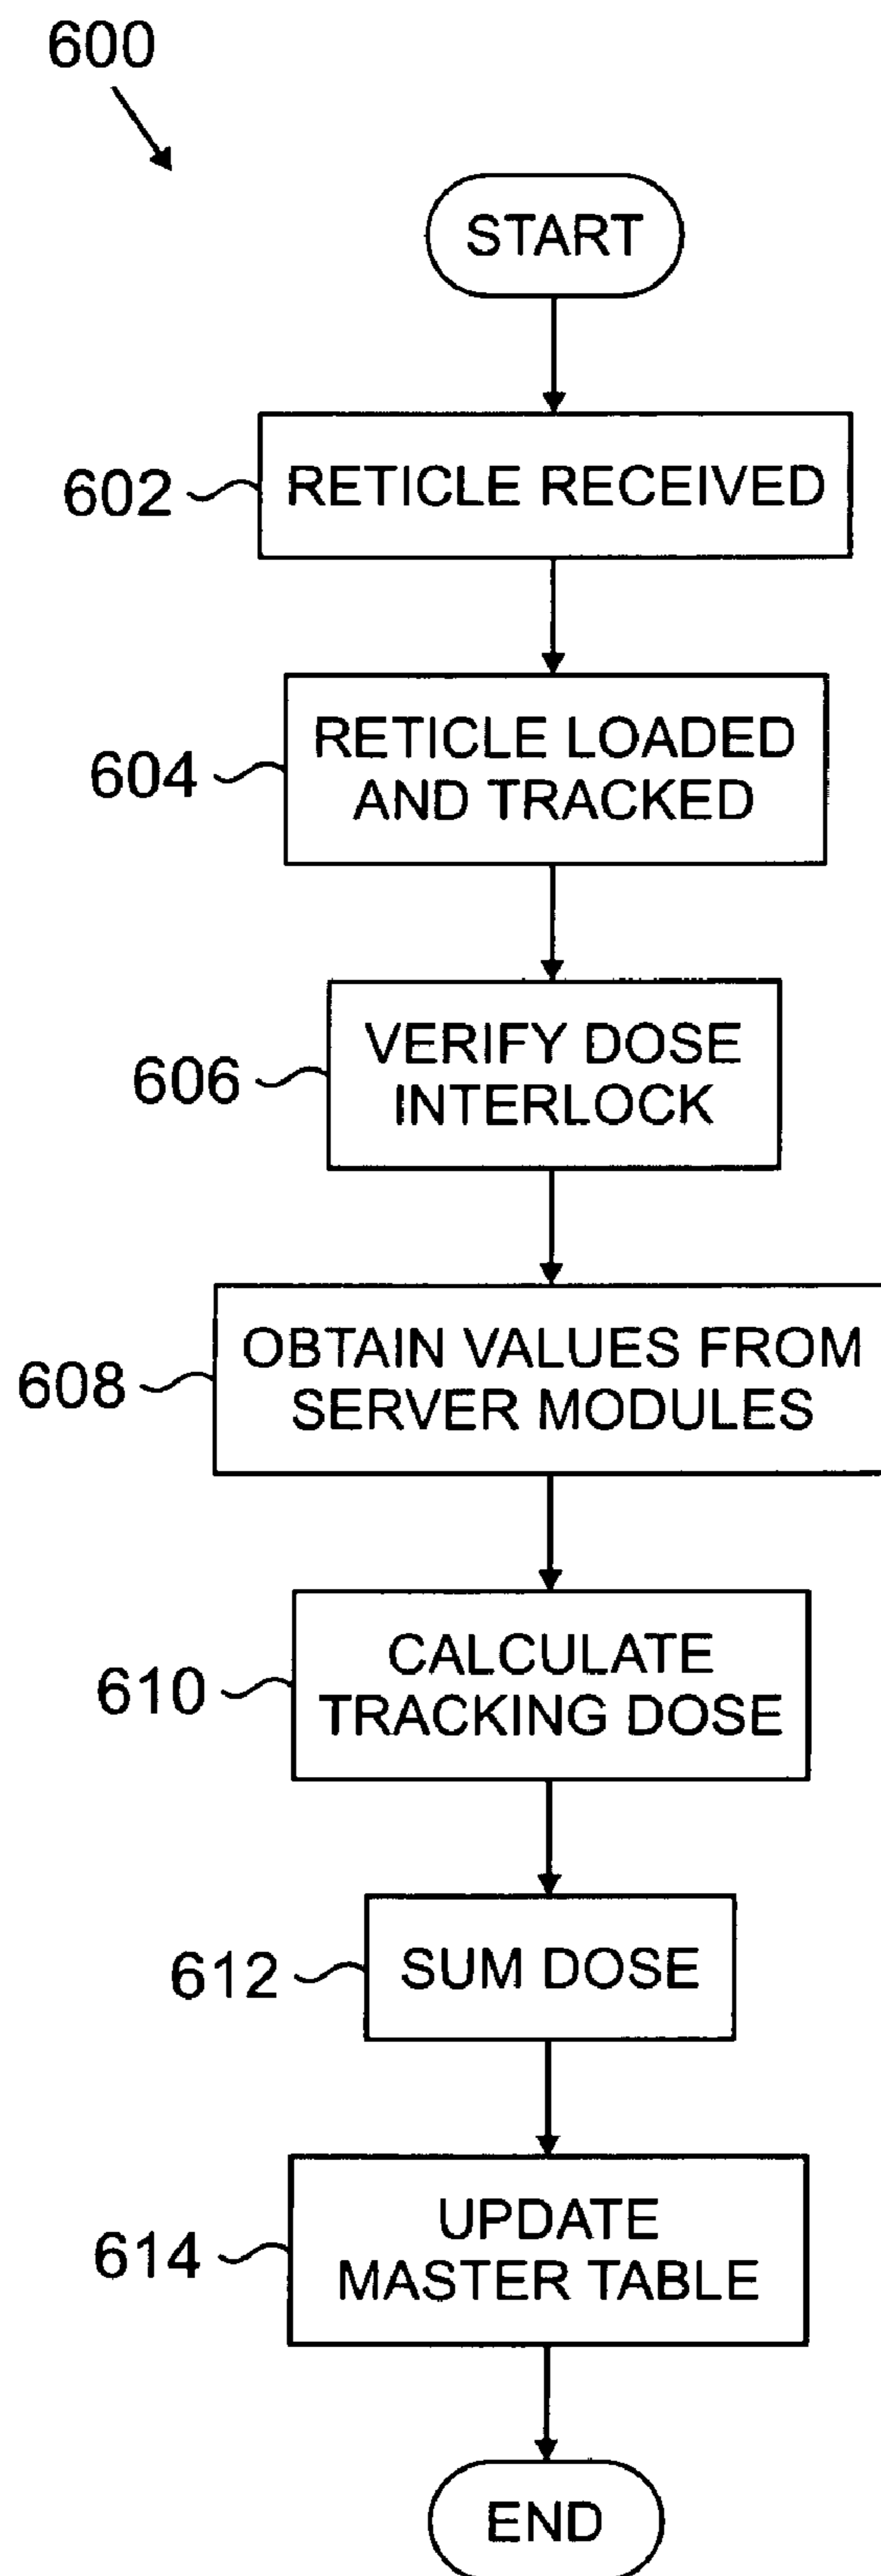 600
START
602
RETICLE RECEIVED
604
RETICLE LOADED
AND TRACKED
606
VERIFY DOSE
INTERLOCK
608
OBTAIN VALUES FROM
SERVER MODULES
610
CALCULATE
TRACKING DOSE
612
SUM DOSE
614
UPDATE
MASTER TABLE
END